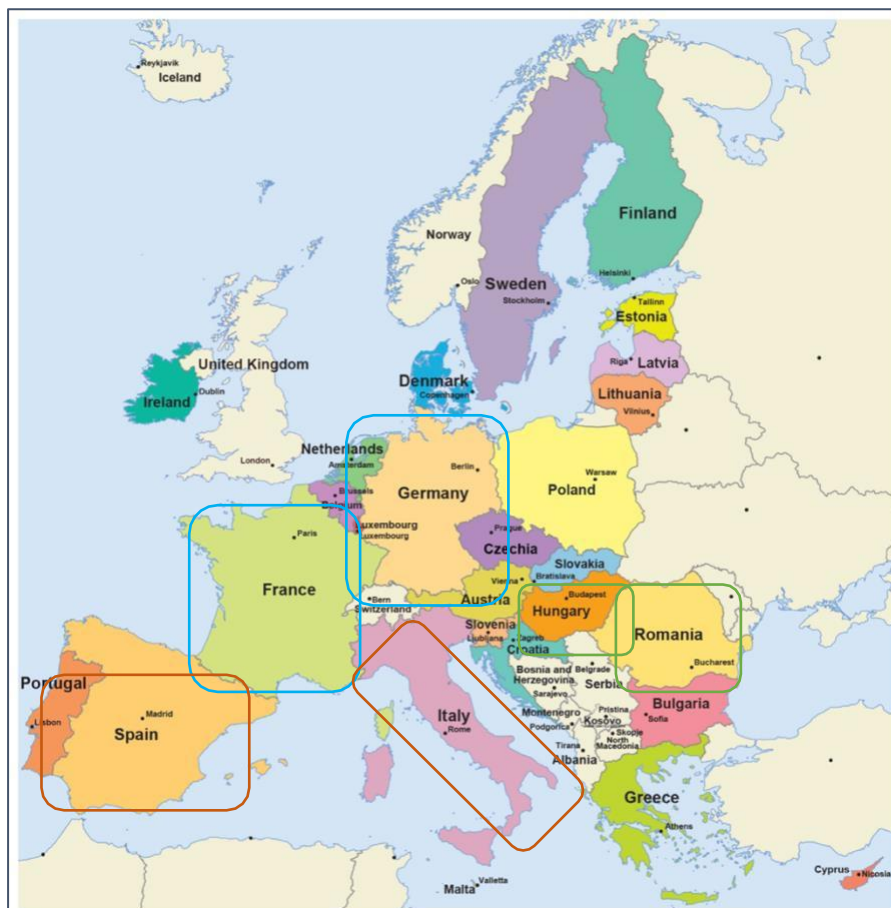 Reykjavik
Iceland
Finland
Norway
Helsinki
Oslo
Sweden
Stockholm
Tallinn
Estonia
Riga
Latvia
United Kingdom
Dublin
Ireland
Denmark
Copenhagen
Lithuania
Vilnius
London
Netherlands
Amsterdam
Berlin
Germany
Warsaw
Poland
Brussels
Belgium
Luxembourg
Luxembourg
Paris
Prague
Czechia
Slovakia
Bratislava
Vienna
Austria
France
Bern
Switzerland
Budapest
Hungary
Slovenia
Ljubljana
Zagreb
Croatia
Romania
Bucharest
Bosnia and
Herzegovina
Sarajevo
Belgrade
Serbia
Portugal
Lisbon
Madrid
Spain
Italy
Rome
Montenegro
Podgorica
Pristina
Kosovo
Bulgaria
Sofia
Skopje
North
Macedonia
Tirana
Albania
Greece
Athens
Malta
Valletta
Cyprus
Nicosia